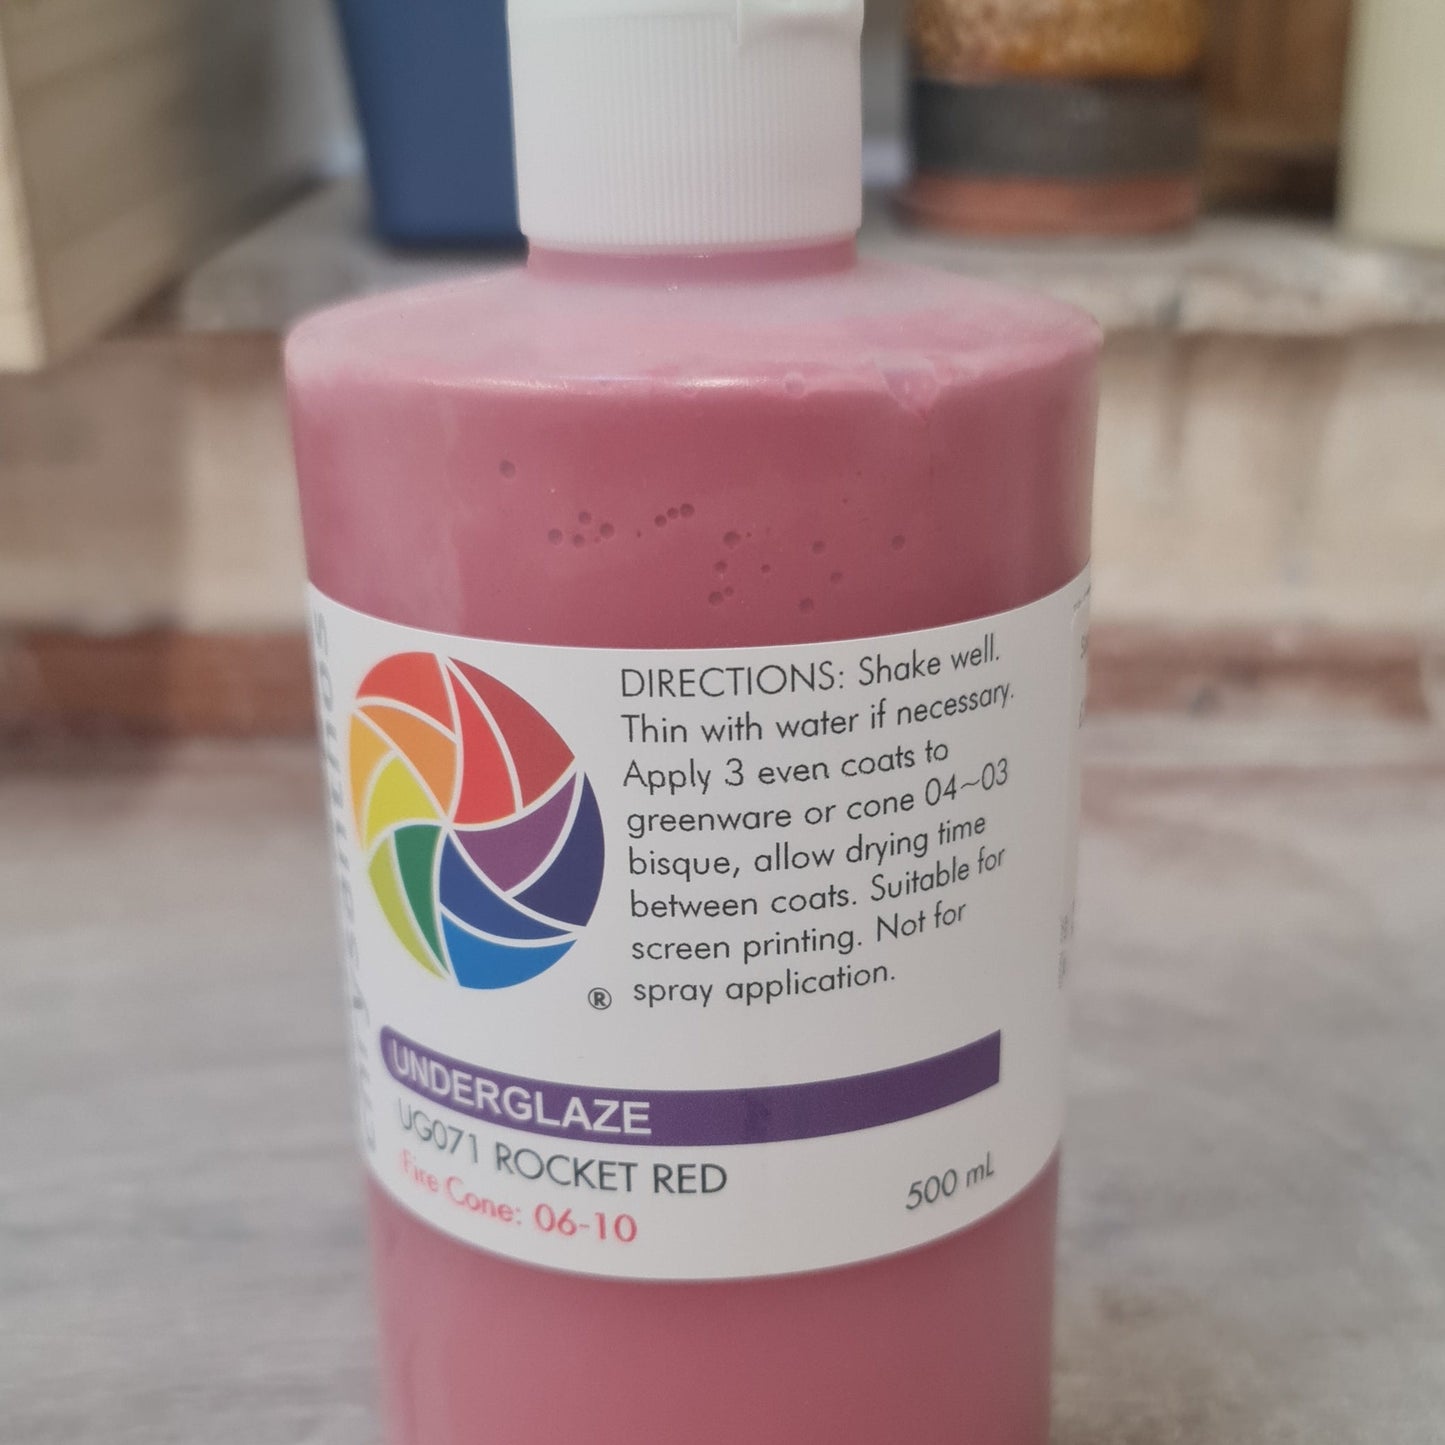 DIRECTIONS: Shake well.
Thin with water if necessary.
Apply 3 even coats to
greenware or cone 04~03
bisque, allow drying time
between coats. Suitable for
screen printing. Not for
spray application.
®
UNDERGLAZE
UG071 ROCKET RED
Fire Cone: 06-10
500 mL